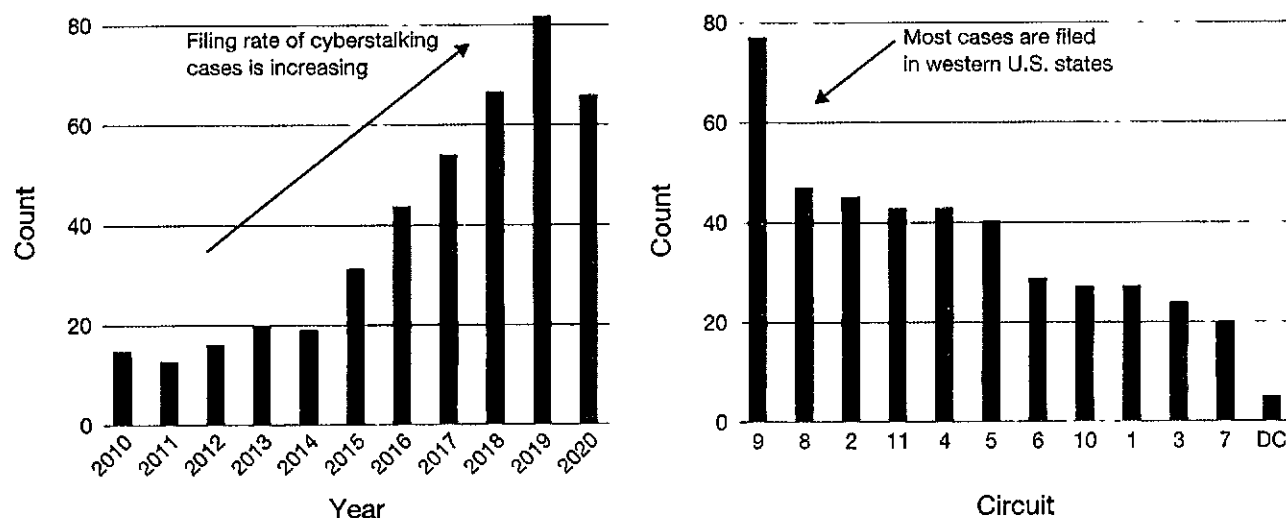 80
60
40
20
0
Count
Filing rate of cyberstalking
cases is increasing
2010
2011
2012
2013
2014
2015
2016
2017
2018
2019
2020
Year
80
60
40
20
0
Count
Most cases are filed
in western U.S. states
9 8 2 11 4 5 6 10 1 3 7 DC
Circuit